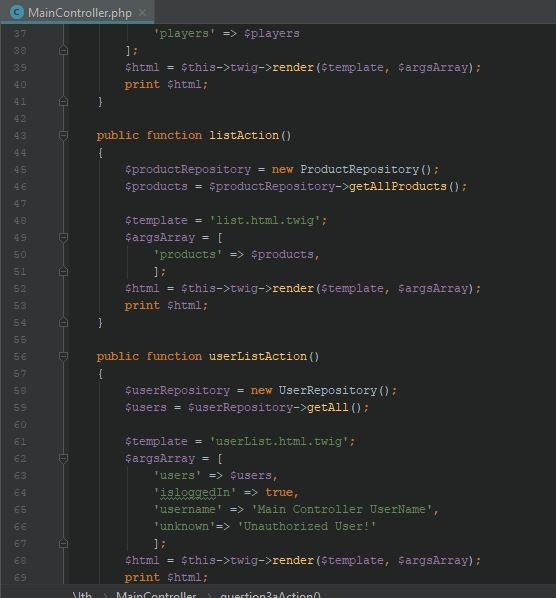 MainController.php ×
37 'players' => $players
38 ];
39 $html = $this->twig->render($template, $argsArray);
40 print $html;
41 }
42
43 public function listAction()
44 {
45 $productRepository = new ProductRepository();
46 $products = $productRepository->getAllProducts();
47
48 $template = 'list.html.twig';
49 $argsArray = [
50 'products' => $products,
51 ];
52 $html = $this->twig->render($template, $argsArray);
53 print $html;
54 }
55
56 public function userListAction()
57 {
58 $userRepository = new UserRepository();
59 $users = $userRepository->getAll();
60
61 $template = 'userList.html.twig';
62 $argsArray = [
63 'users' => $users,
64 'isloggedIn' => true,
65 'username' => 'Main Controller UserName',
66 'unknown'=> 'Unauthorized User!'
67 ];
68 $html = $this->twig->render($template, $argsArray);
69 print $html;
MainController question3aAction()